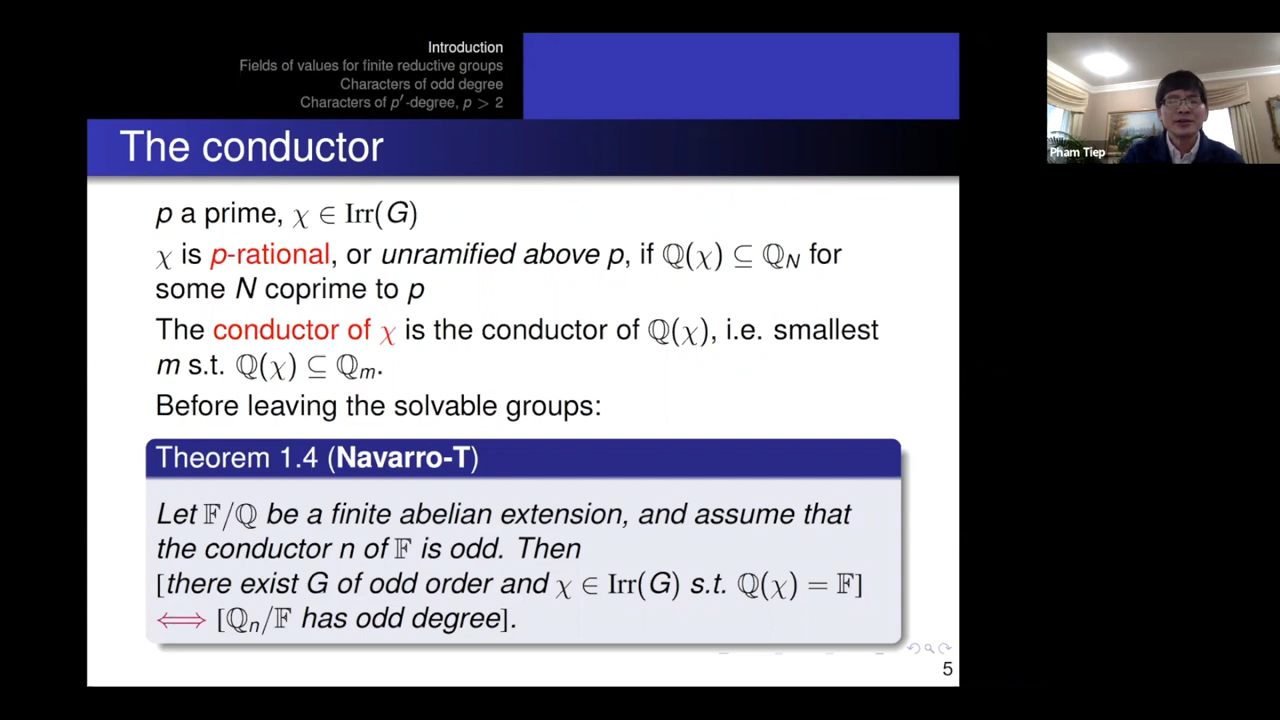 Introduction
Fields of values for finite reductive groups
Characters of odd degree
Characters of p′-degree, p > 2
The conductor
Pham Tiep
p a prime, χ ∈ Irr(G)
χ is p-rational, or unramified above p, if ℚ(χ) ⊆ ℚ_N for
some N coprime to p
The conductor of χ is the conductor of ℚ(χ), i.e. smallest
m s.t. ℚ(χ) ⊆ ℚ_m.
Before leaving the solvable groups:
Theorem 1.4 (Navarro-T)
Let 𝔽/ℚ be a finite abelian extension, and assume that
the conductor n of 𝔽 is odd. Then
[there exist G of odd order and χ ∈ Irr(G) s.t. ℚ(χ) = 𝔽]
⟺ [ℚ_n/𝔽 has odd degree].
5